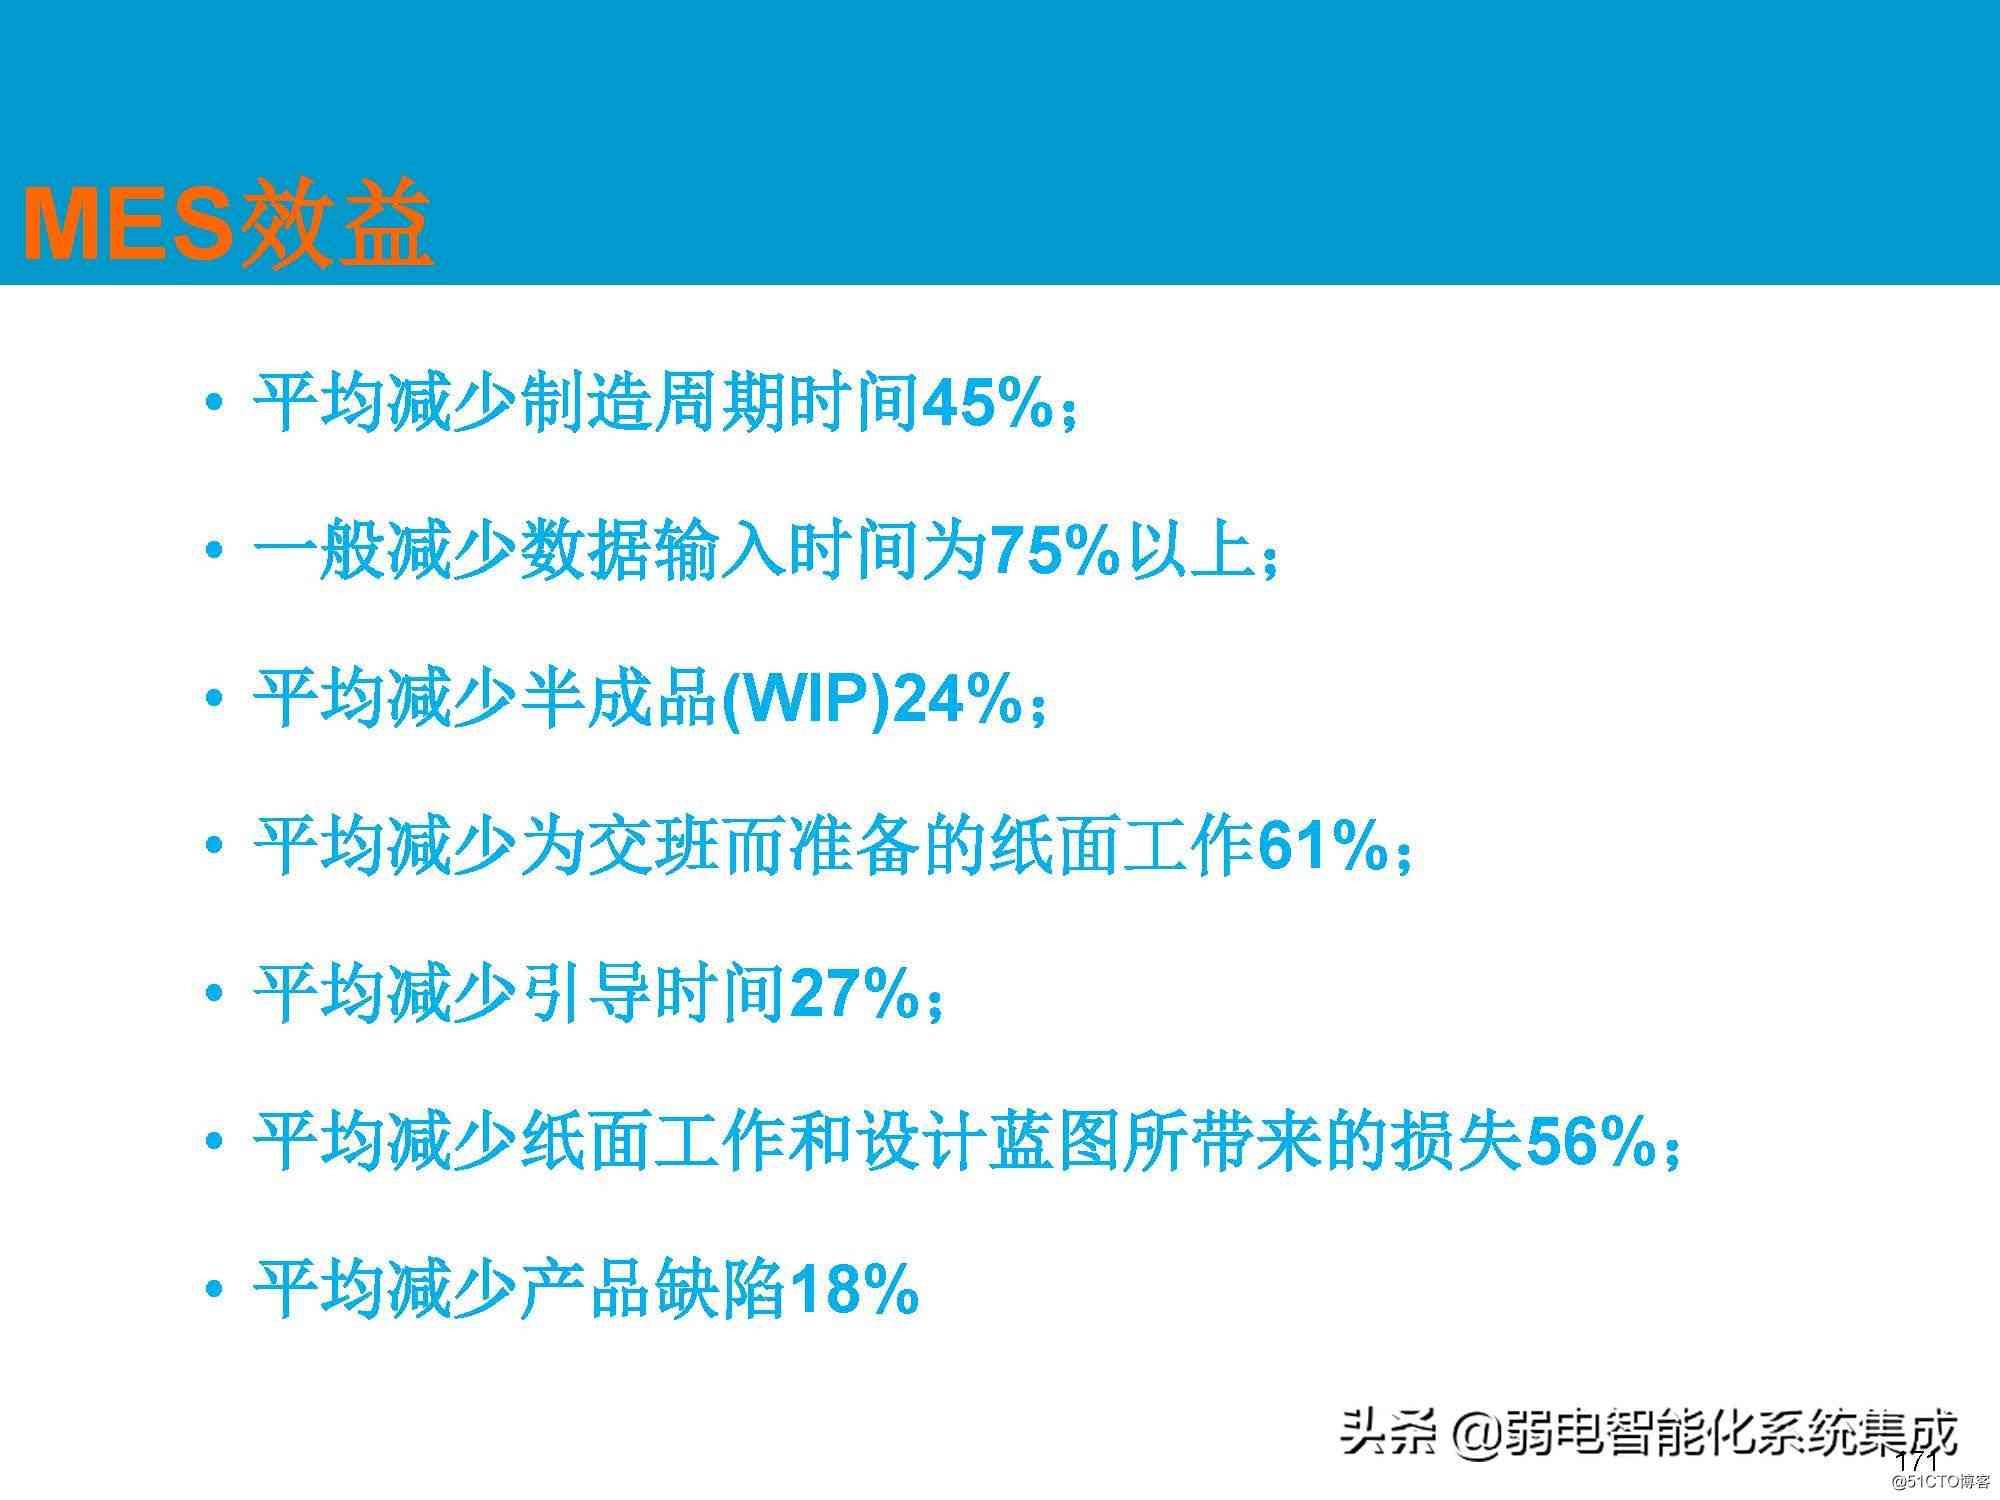 MES效益
• 平均减少制造周期时间45%；
• 一般减少数据输入时间为75%以上；
• 平均减少半成品(WIP)24%；
• 平均减少为交班而准备的纸面工作61%；
• 平均减少引导时间27%；
• 平均减少纸面工作和设计蓝图所带来的损失56%；
• 平均减少产品缺陷18%
头条 @弱电智能化系统集成
171
@51CTO博客